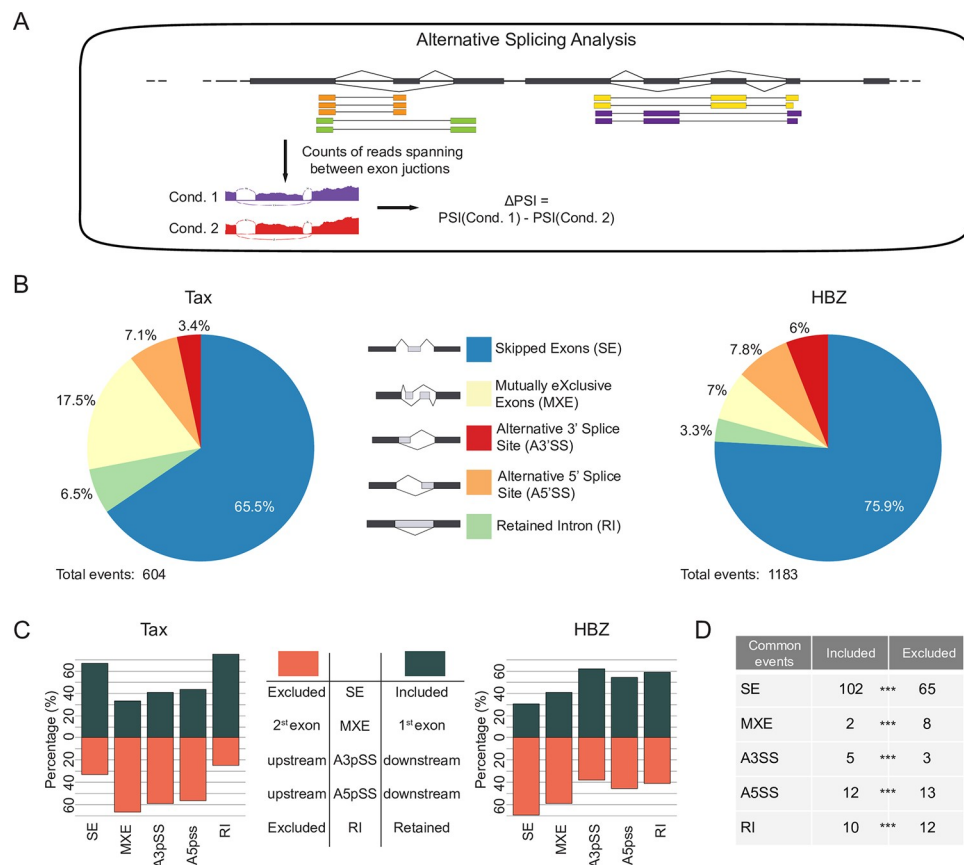 A
Alternative Splicing Analysis
Counts of reads spanning
between exon juctions
Cond. 1
Cond. 2
ΔPSI =
PSI(Cond. 1) - PSI(Cond. 2)
B
Tax
3.4%
7.1%
17.5%
6.5%
65.5%
Total events: 604
Skipped Exons (SE)
Mutually eXclusive
Exons (MXE)
Alternative 3' Splice
Site (A3'SS)
Alternative 5' Splice
Site (A5'SS)
Retained Intron (RI)
HBZ
6%
7.8%
7%
3.3%
75.9%
Total events: 1183
C
Tax
Percentage (%)
60
40
20
0
0
20
40
60
SE
MXE
A3pSS
A5pss
RI
Excluded SE Included
2st exon MXE 1st exon
upstream A3pSS downstream
upstream A5pSS downstream
Excluded RI Retained
HBZ
Percentage (%)
60
40
20
0
0
20
40
60
SE
MXE
A3pSS
A5pSS
RI
D
Common
events
Included Excluded
SE 102 *** 65
MXE 2 *** 8
A3SS 5 *** 3
A5SS 12 *** 13
RI 10 *** 12